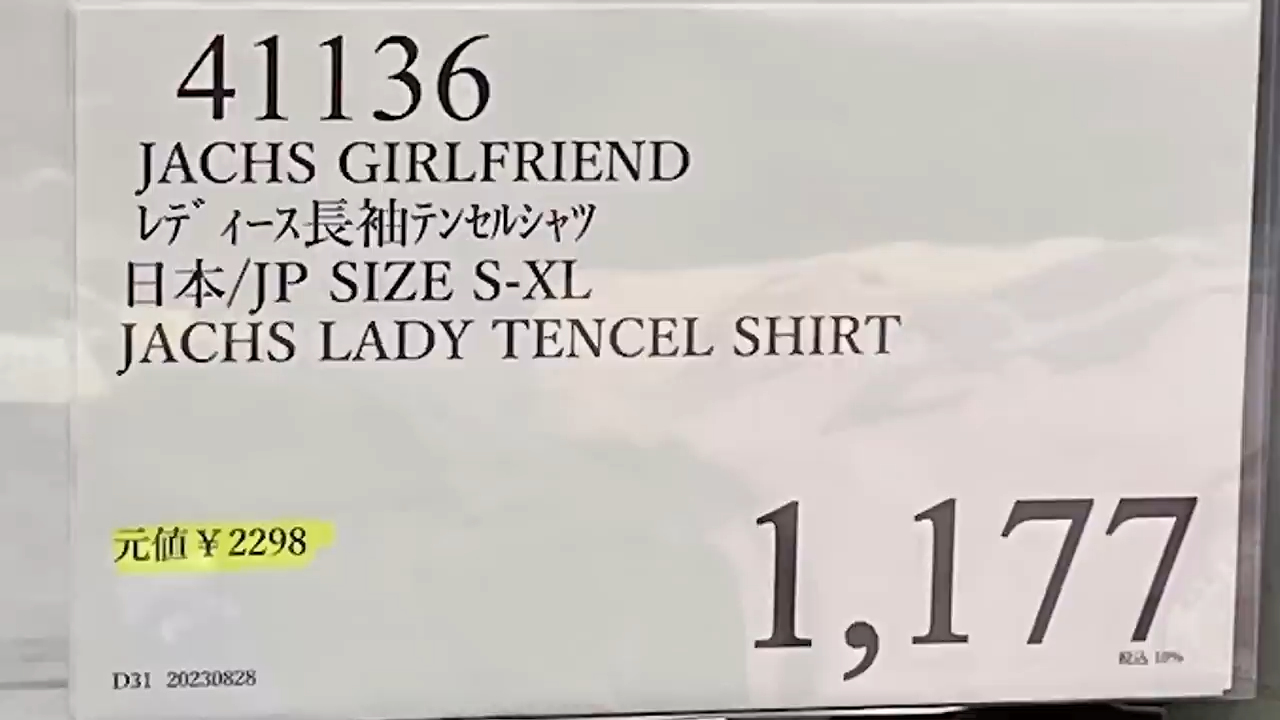 41136
JACHS GIRLFRIEND
ﾚﾃﾞｨｰｽ長袖ﾃﾝｾﾙｼｬﾂ
日本/JP SIZE S-XL
JACHS LADY TENCEL SHIRT
元値￥2298
1,177
税込 10%
D31 20230828